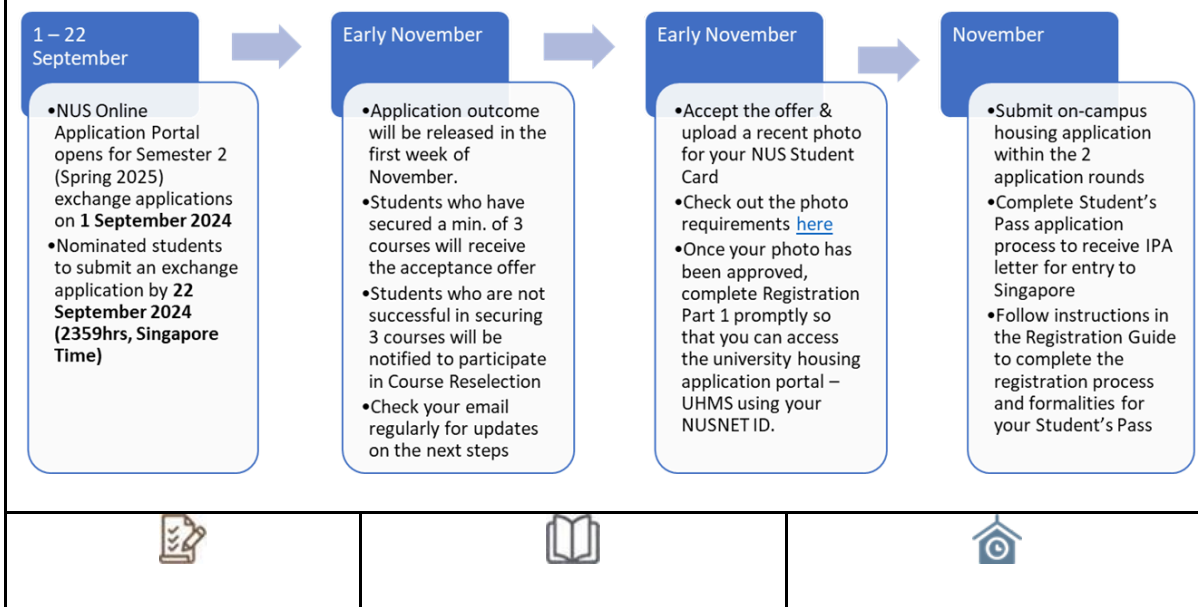 1 – 22
September
•NUS Online
Application Portal
opens for Semester 2
(Spring 2025)
exchange applications
on 1 September 2024
•Nominated students
to submit an exchange
application by 22
September 2024
(2359hrs, Singapore
Time)
Early November
•Application outcome
will be released in the
first week of
November.
•Students who have
secured a min. of 3
courses will receive
the acceptance offer
•Students who are not
successful in securing
3 courses will be
notified to participate
in Course Reselection
•Check your email
regularly for updates
on the next steps
Early November
•Accept the offer &
upload a recent photo
for your NUS Student
Card
•Check out the photo
requirements here
•Once your photo has
been approved,
complete Registration
Part 1 promptly so
that you can access
the university housing
application portal –
UHMS using your
NUSNET ID.
November
•Submit on-campus
housing application
within the 2
application rounds
•Complete Student’s
Pass application
process to receive IPA
letter for entry to
Singapore
•Follow instructions in
the Registration Guide
to complete the
registration process
and formalities for
your Student’s Pass